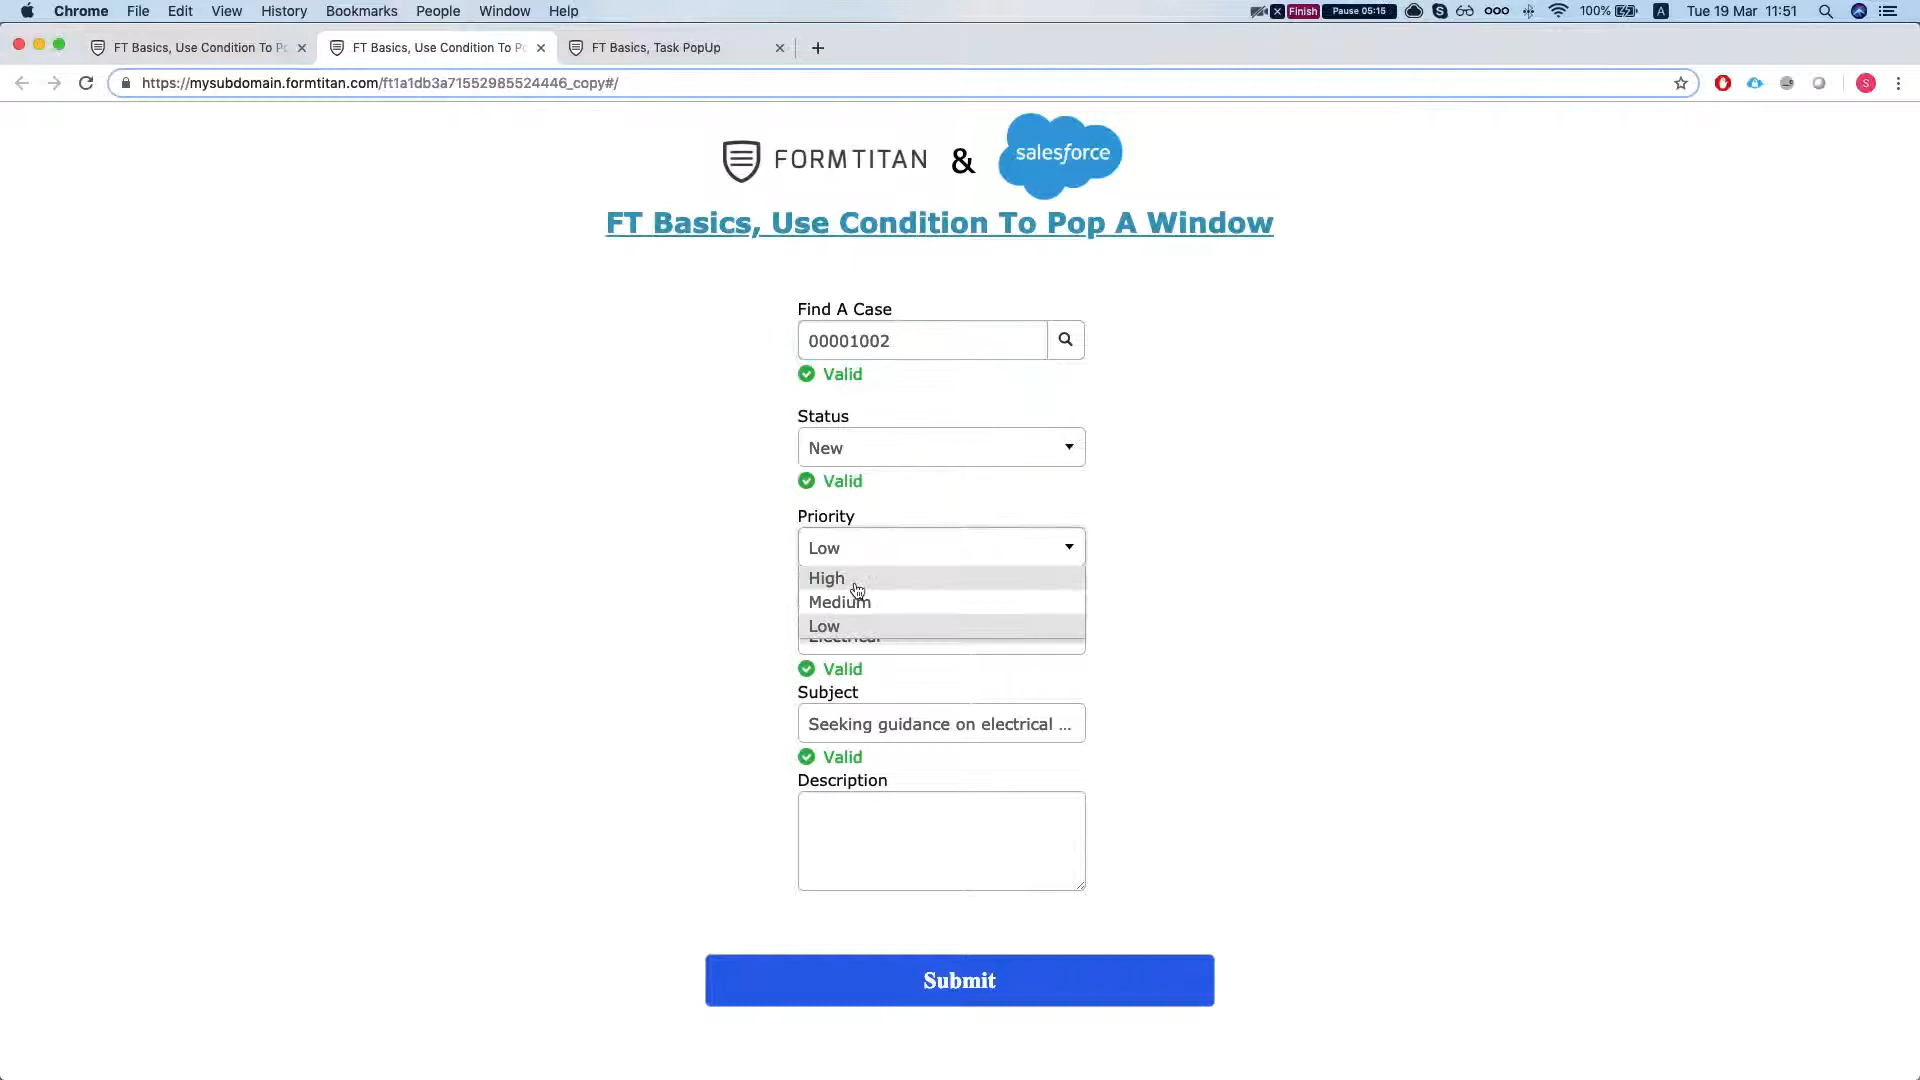 Chrome File Edit View History Bookmarks People Window Help Finish Pause 05:15 100% A Tue 19 Mar 11:51
FT Basics, Use Condition To Po FT Basics, Use Condition To Po FT Basics, Task PopUp
https://mysubdomain.formtitan.com/ft1a1db3a71552985524446_copy#/ S
FORMTITAN & salesforce
FT Basics, Use Condition To Pop A Window
Find A Case
00001002
Valid
Status
New
Valid
Priority
Low
High
Medium
Low
Electrical
Valid
Subject
Seeking guidance on electrical ...
Valid
Description
Submit